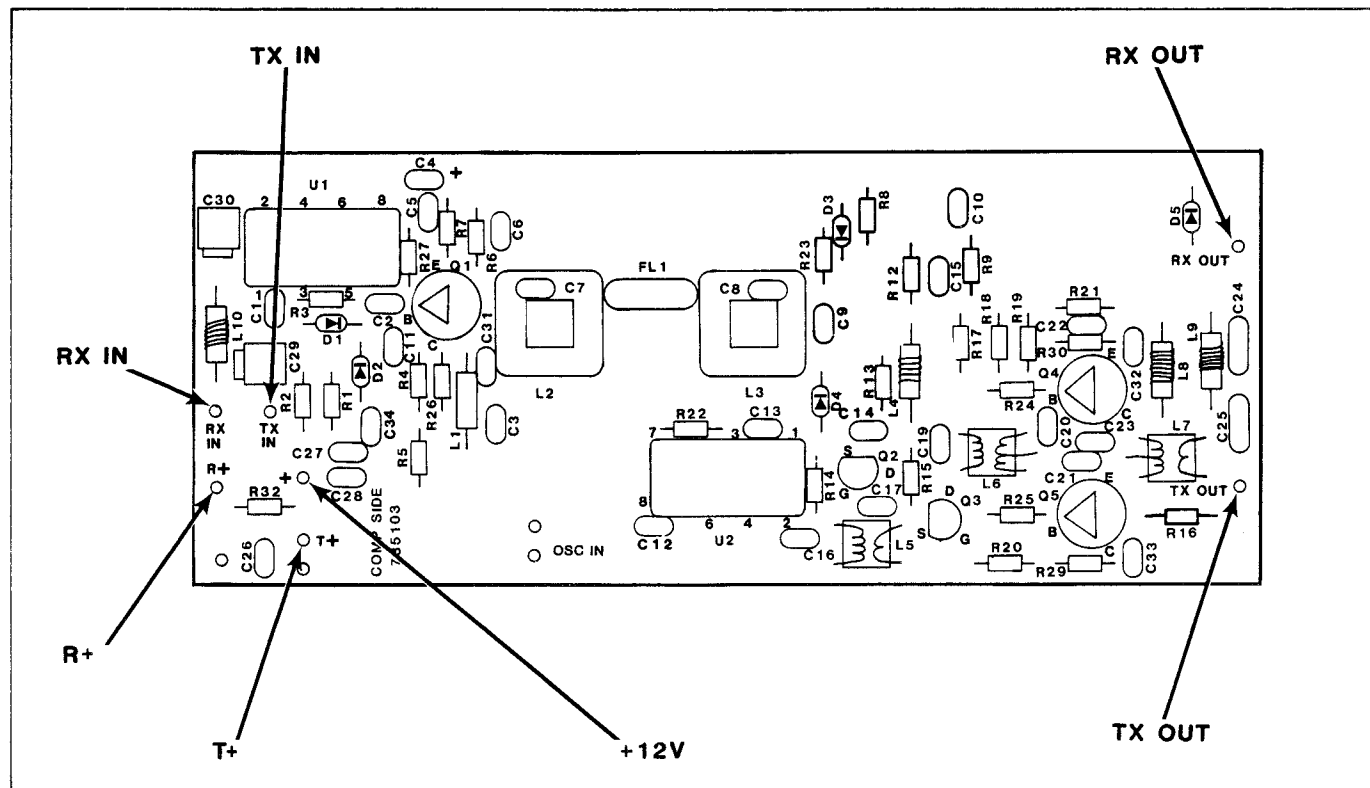 TX IN
RX OUT
C4
+
U1
C30
2 4 6 8
C5
R7
C6
R6
R27
E
Q1
B
C
D3
R8
C10
D5
R23
FL1
R12
C15
R9
RX OUT
C7
C8
L10
C1
1 3 5
R3
C2
D1
C29
C11
D2
R4
C31
C9
R18
R19
R21
C22
R17
R30
E
C32
L9
C24
RX IN
R2
R1
R26
L1
L2
L3
R13
L4
D4
Q4
B
C
R24
L8
RX
IN
TX
IN
C34
C3
R22
C13
C14
C19
C20
C23
L7
C25
C27
R5
7 3 1
S
Q2
D
G
R14
R15
L6
C21
TX OUT
R+
+
C28
R32
C17
D
Q3
S
G
R25
Q5
E
B
C
R16
8 6 4 2
C12
U2
C16
L5
T+
C26
COMP SIDE
765103
OSC IN
R20
R29
C33
R+
T+
+12V
TX OUT